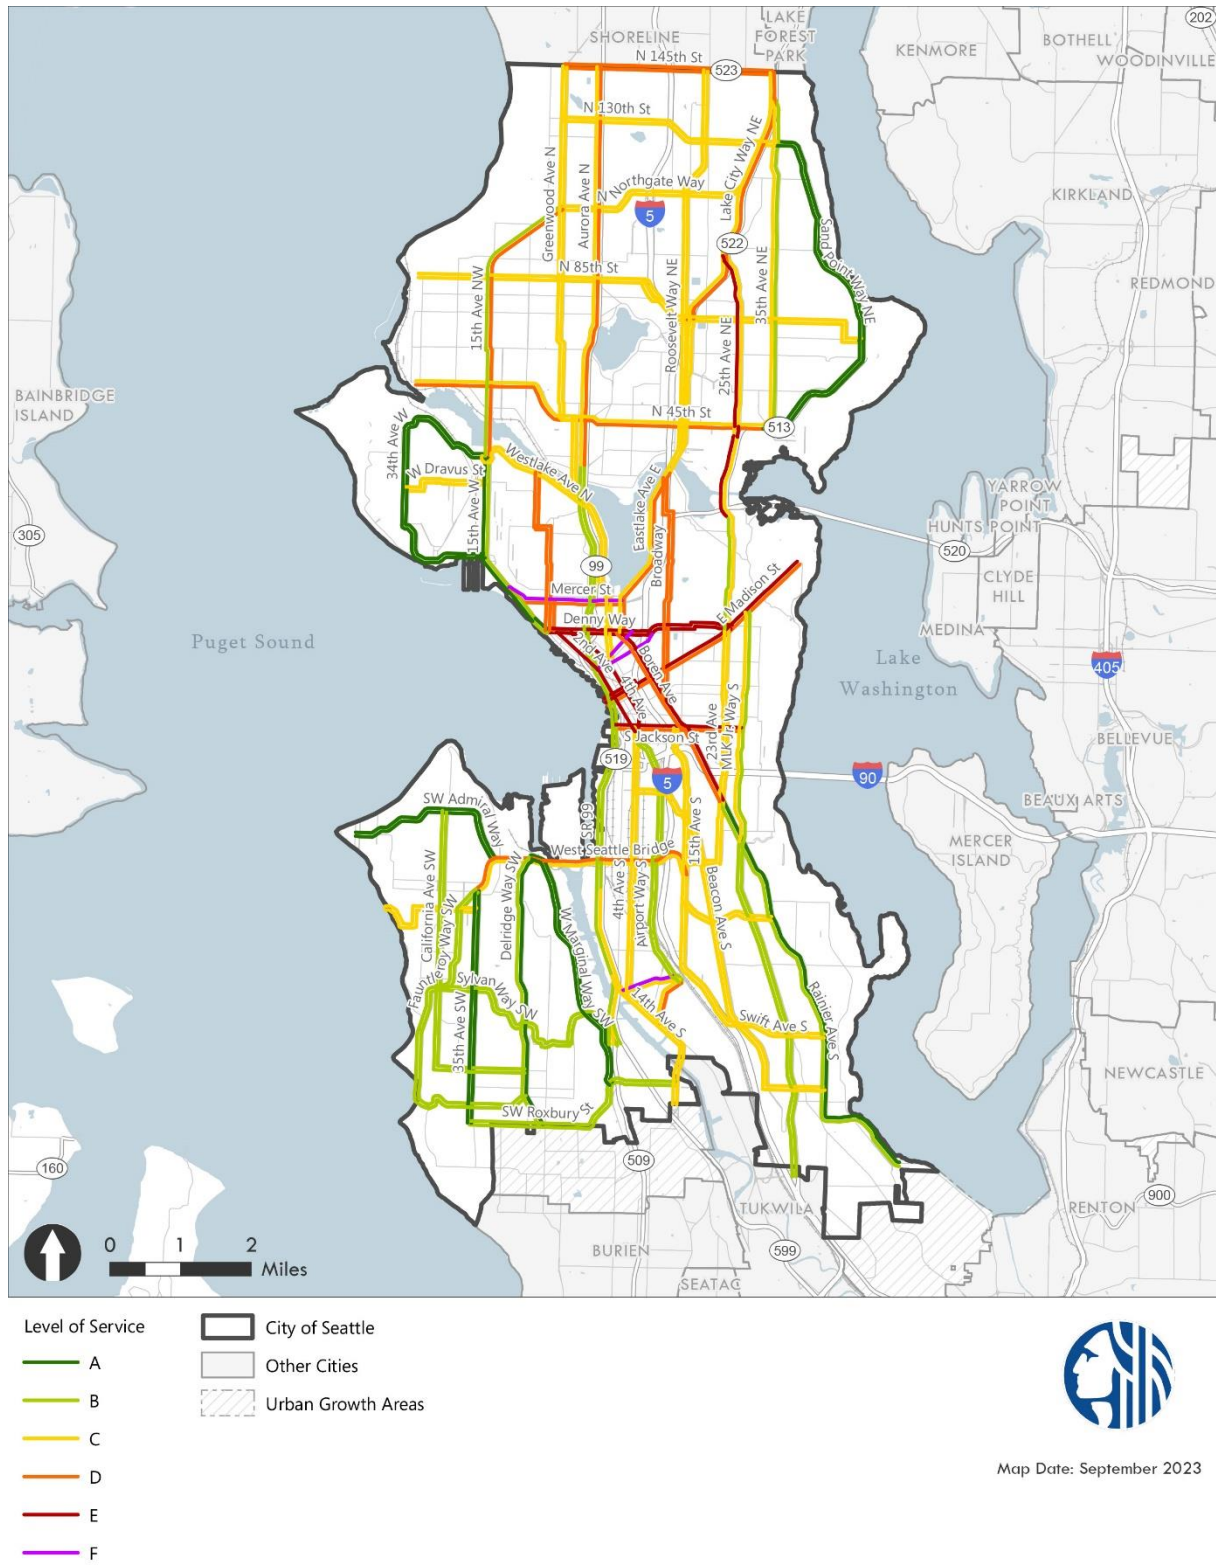 LAKE
FOREST
PARK
SHORELINE
N 145th St
523
202
KENMORE
BOTHELL
WOODINVILLE
N 130th St
Greenwood Ave N
Aurora Ave N
Lake City Way NE
N Northgate Way
5
522
KIRKLAND
Sand Point Way NE
N 85th St
15th Ave NW
Roosevelt Way NE
35th Ave NE
REDMOND
25th Ave NE
BAINBRIDGE
ISLAND
N 45th St
513
34th Ave W
W Dravus St
Westlake Ave N
15th Ave W
Eastlake Ave E
Broadway
YARROW
POINT
HUNTS POINT
520
305
99
CLYDE
HILL
Mercer St
Denny Way
E Madison St
MEDINA
Puget Sound
Lake
Washington
405
2nd Ave
4th Ave
Boren Ave
23rd Ave
MLK Jr Way S
S Jackson St
BELLEVUE
519
5
90
SR 99
BEAUX ARTS
SW Admiral Way
West Seattle Bridge
15th Ave S
MERCER
ISLAND
California Ave SW
Fauntleroy Way SW
Delridge Way SW
W Marginal Way SW
4th Ave S
Airport Way S
Beacon Ave S
Sylvan Way SW
35th Ave SW
14th Ave S
Swift Ave S
Rainier Ave S
NEWCASTLE
SW Roxbury St
509
160
TUKWILA
RENTON
900
BURIEN
599
SEATAC
0 1 2
Miles
Level of Service
A
B
C
D
E
F
City of Seattle
Other Cities
Urban Growth Areas
Map Date: September 2023